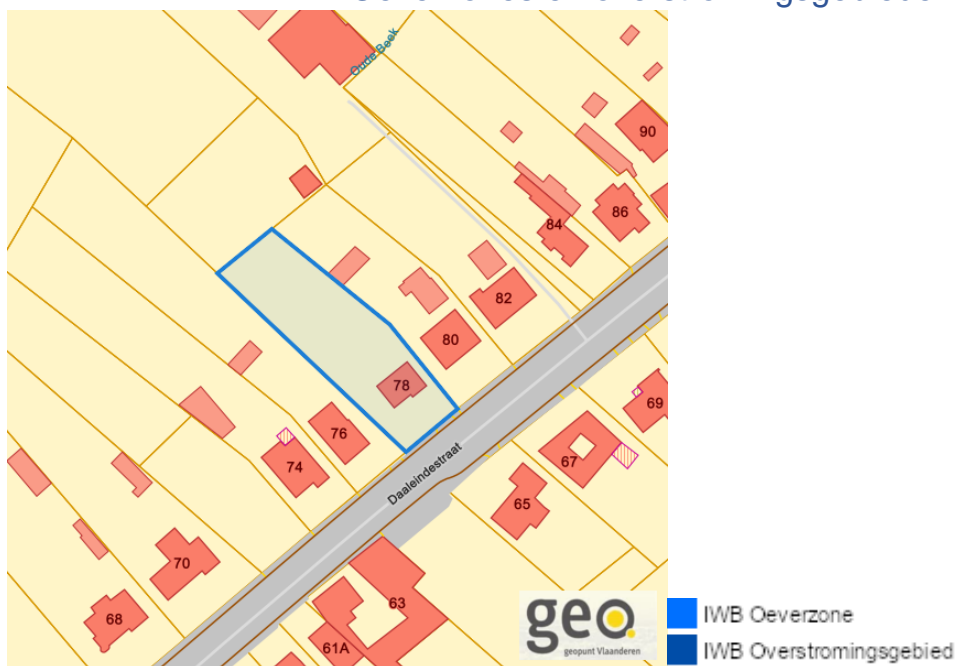 Oude Beek
90
86
84
82
80
78
76
74
69
67
65
Daaleindestraat
70
68
63
61A
geo.
geopunt Vlaanderen
IWB Oeverzone
IWB Overstromingsgebied